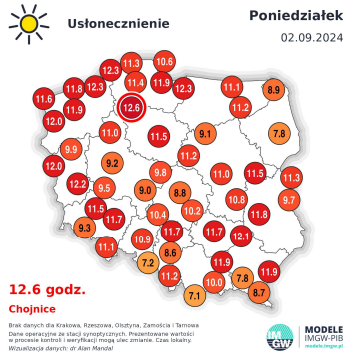 Usłonecznienie
Poniedziałek
02.09.2024
12.3 11.3 10.6
11.6 11.8 12.3 11.4 11.9 12.3 11.1 8.9
11.9 12.6 11.2
12.0 11.0 11.5 9.1 7.8
9.9 11.2
12.0 9.2 9.8 11.0 11.5 11.3
12.2 9.5 9.0 8.8 10.8 9.7
11.5 11.7 10.4 10.2 11.8
9.3 10.9 11.7 11.7 12.1
11.1 8.6
7.2 11.2 11.9 11.9
10.0 7.8
7.1 8.7
12.6 godz.
Chojnice
Brak danych dla Krakowa, Rzeszowa, Olsztyna, Zamościa i Tarnowa
Dane operacyjne ze stacji synoptycznych. Prezentowane wartości
w procesie kontroli i weryfikacji mogą ulec zmianie. Czas lokalny.
Wizualizacja danych: dr Alan Mandal
IM
GW
MODELE
IMGW-PIB
modele.imgw.pl